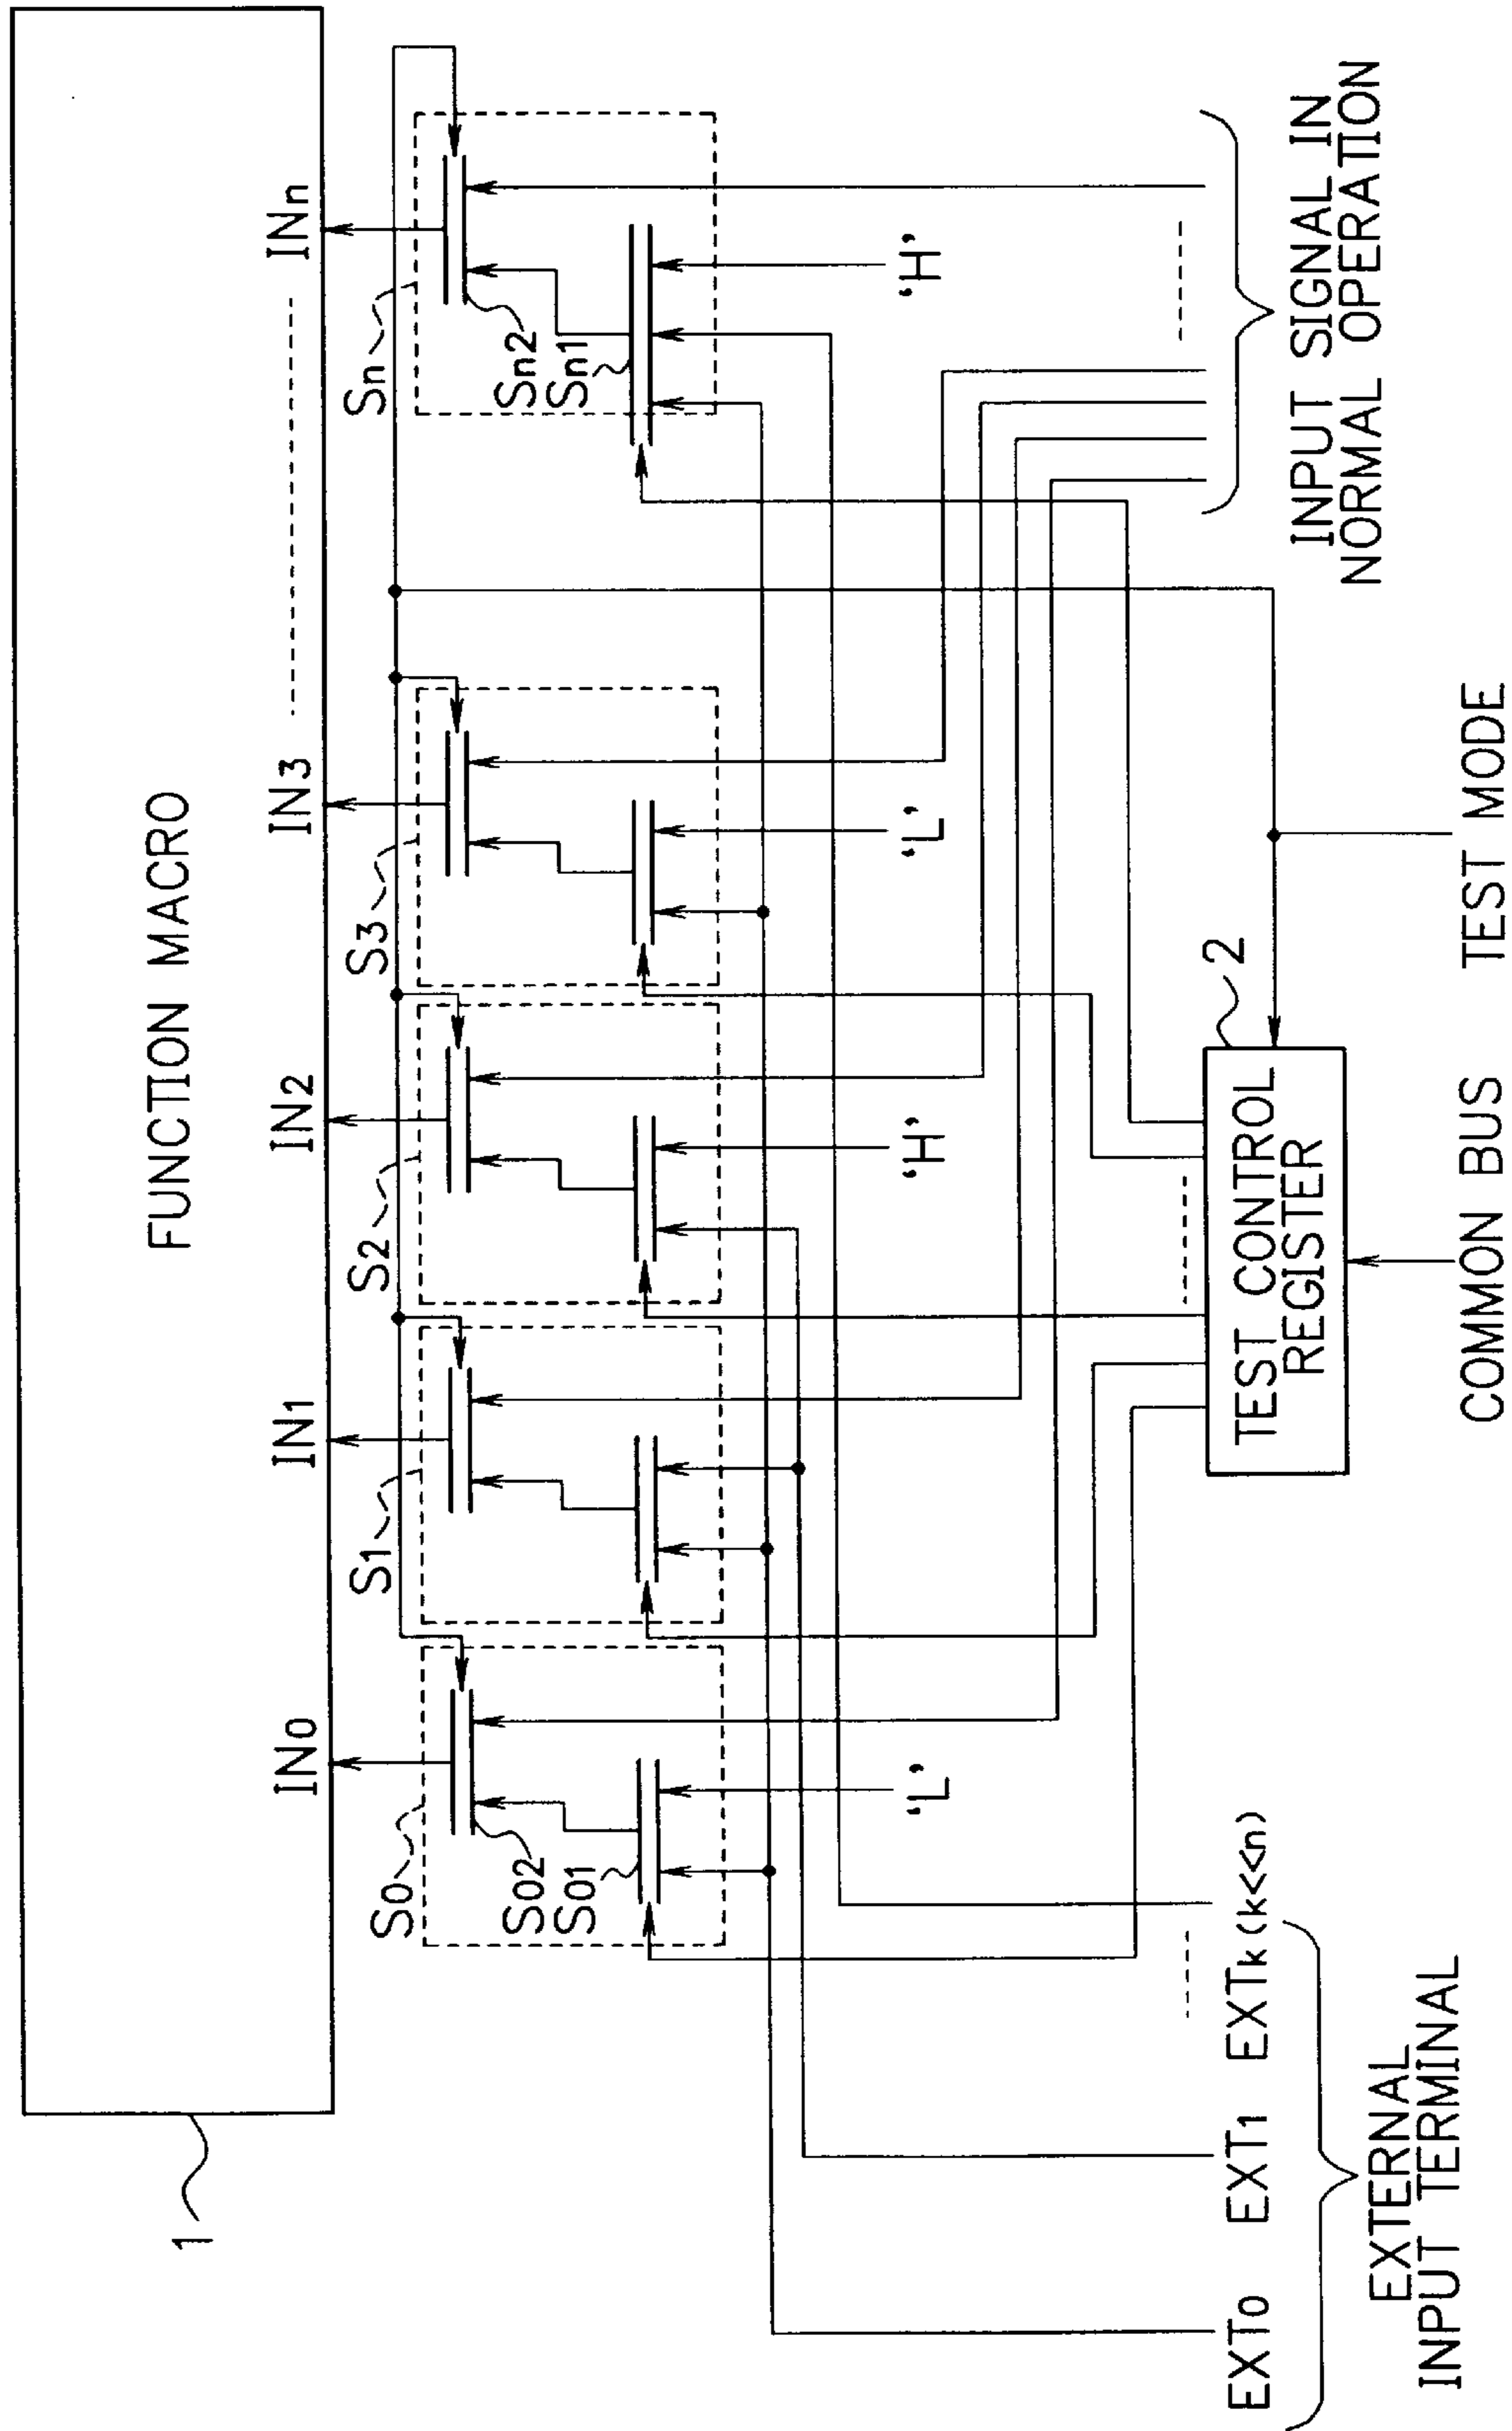 1
FUNCTION MACRO
IN0
IN1
IN2
IN3
INn
S0
S1
S2
S3
Sn
S02
S01
Sn2
Sn1
'L'
'H'
'L'
'H'
EXT0
EXT1
EXTk (k<<n)
EXTERNAL
INPUT TERMINAL
TEST CONTROL
REGISTER
2
COMMON BUS
TEST MODE
INPUT SIGNAL IN
NORMAL OPERATION